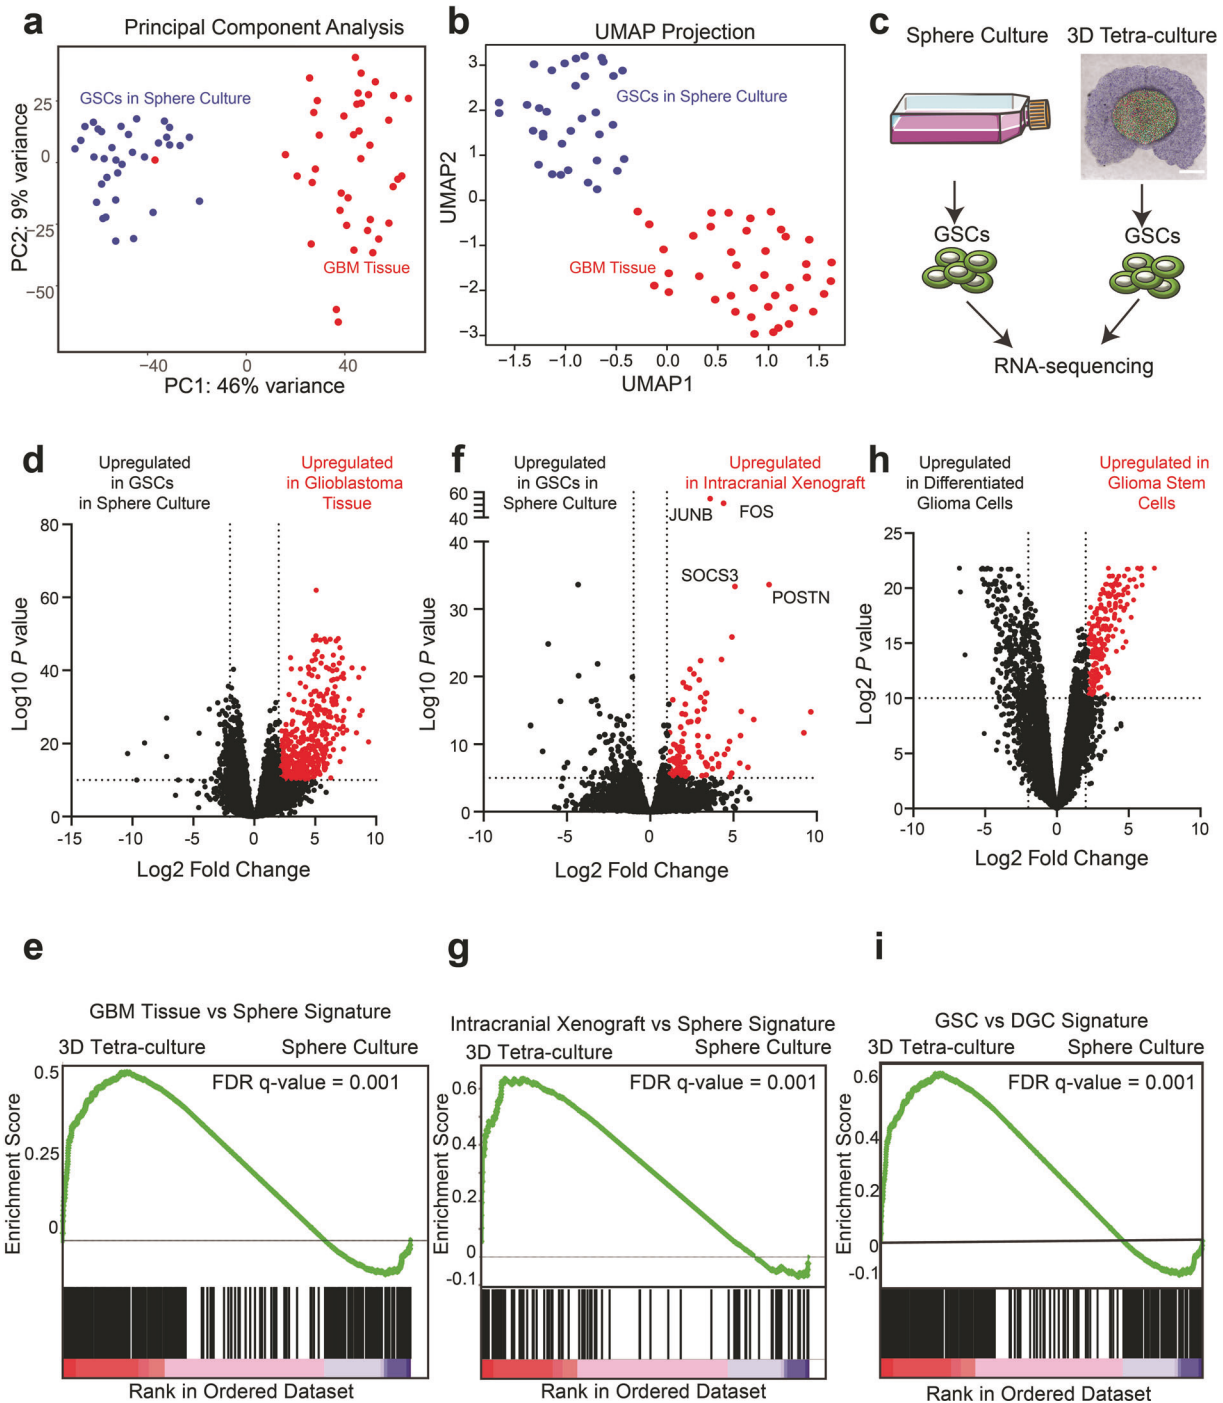 a
Principal Component Analysis
GSCs in Sphere Culture
GBM Tissue
PC2: 9% variance
25
0
−25
−50
−40
0
40
PC1: 46% variance
b
UMAP Projection
GSCs in Sphere Culture
GBM Tissue
UMAP2
3
2
1
0
−1
−2
−3
−1.5
−1.0
−0.5
0.0
0.5
1.0
1.5
UMAP1
c
Sphere Culture
3D Tetra-culture
GSCs
GSCs
RNA-sequencing
d
Upregulated
in GSCs
in Sphere Culture
Upregulated
in Glioblastoma
Tissue
Log10 P value
80
60
40
20
0
-15
-10
-5
0
5
10
Log2 Fold Change
f
Upregulated
in GSCs in
Sphere Culture
Upregulated
in Intracranial Xenograft
JUNB
FOS
SOCS3
POSTN
Log10 P value
60
50
40
40
30
20
10
0
-10
-5
0
5
10
Log2 Fold Change
h
Upregulated
in Differentiated
Glioma Cells
Upregulated in
Glioma Stem
Cells
Log2 P value
25
20
15
10
5
0
-10
-5
0
5
10
Log2 Fold Change
e
GBM Tissue vs Sphere Signature
3D Tetra-culture
Sphere Culture
FDR q-value = 0.001
Enrichment Score
0.5
0.25
0
Rank in Ordered Dataset
g
Intracranial Xenograft vs Sphere Signature
3D Tetra-culture
Sphere Culture
FDR q-value = 0.001
Enrichment Score
0.6
0.4
0.2
0
-0.1
Rank in Ordered Dataset
i
GSC vs DGC Signature
3D Tetra-culture
Sphere Culture
FDR q-value = 0.001
Enrichment Score
0.6
0.4
0.2
0
-0.1
Rank in Ordered Dataset